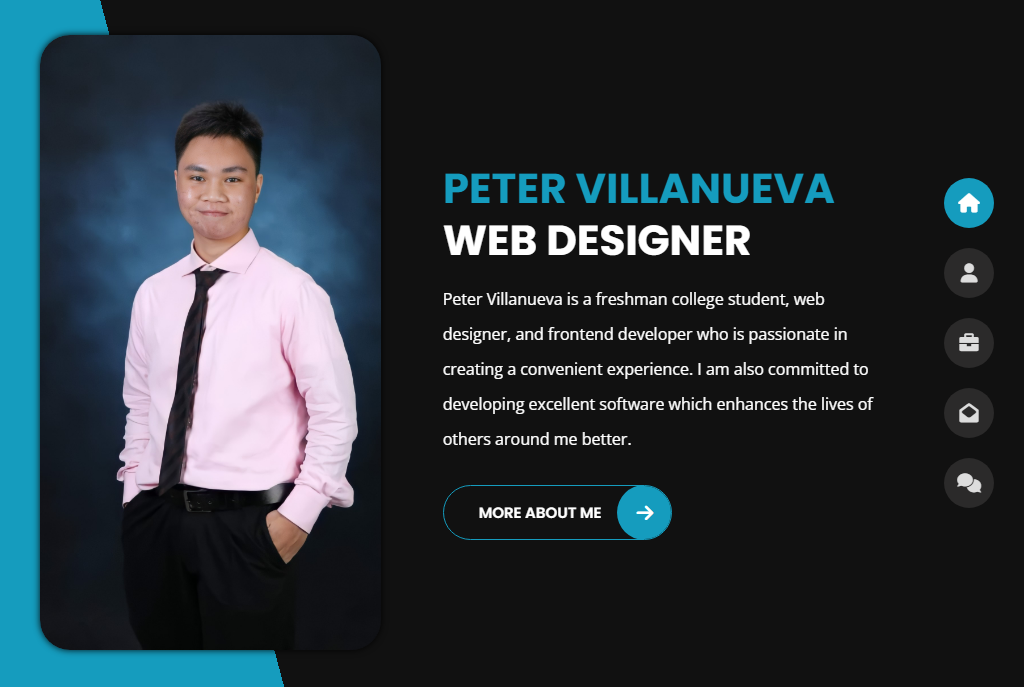 PETER VILLANUEVA
WEB DESIGNER
Peter Villanueva is a freshman college student, web
designer, and frontend developer who is passionate in
creating a convenient experience. I am also committed to
developing excellent software which enhances the lives of
others around me better.
MORE ABOUT ME